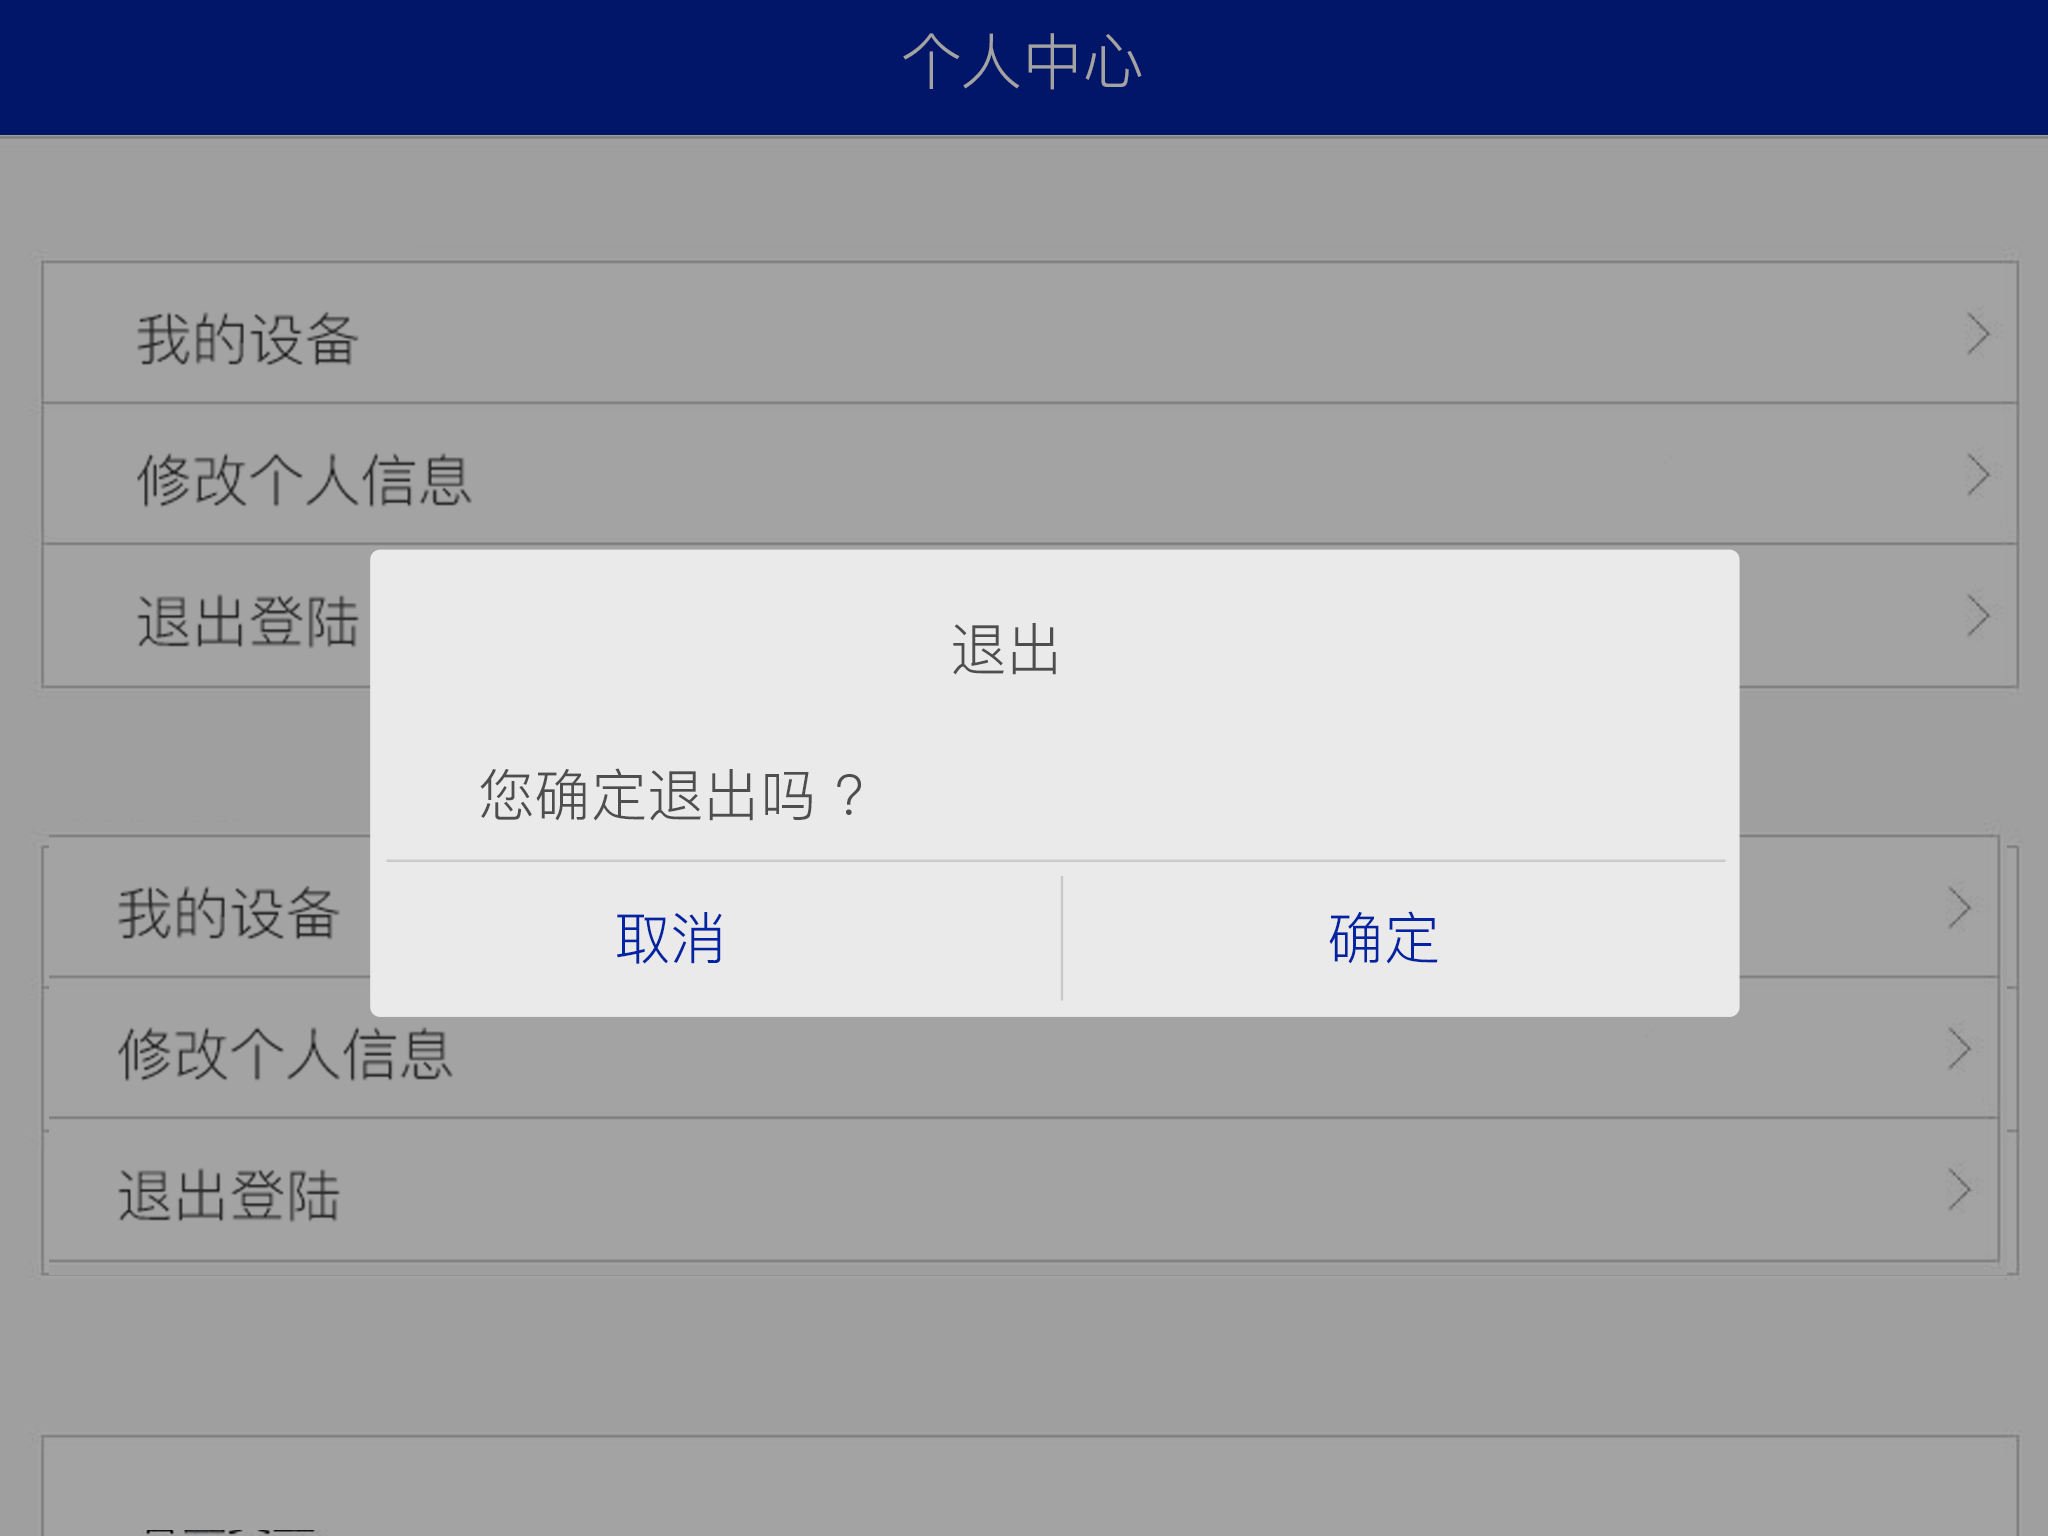 个人中心
我的设备
修改个人信息
退出登陆
退出
您确定退出吗？
取消 确定
我的设备
修改个人信息
退出登陆